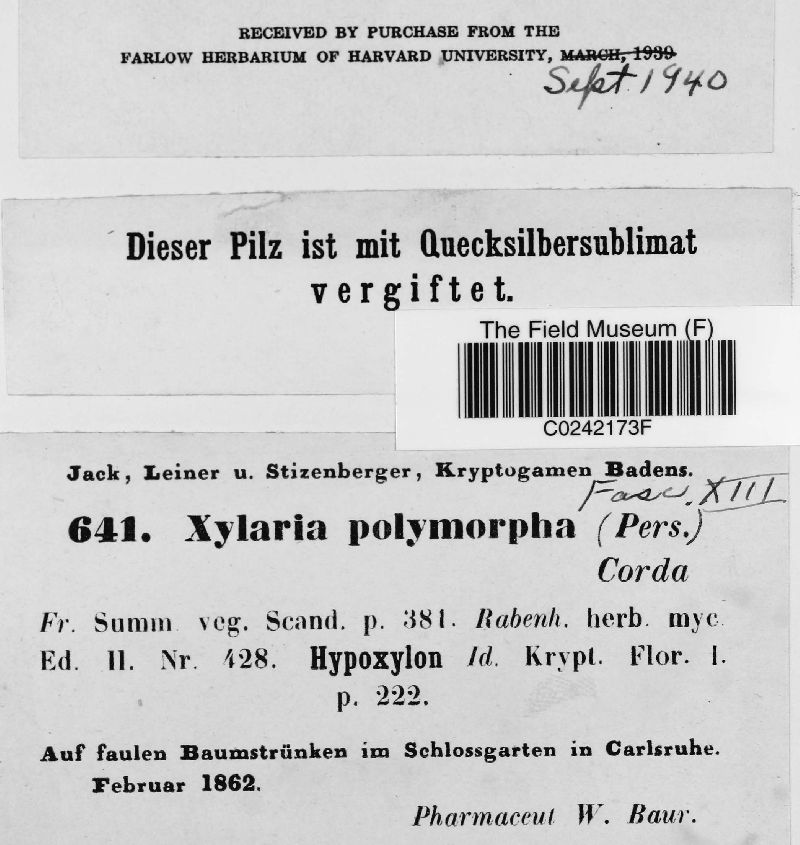 RECEIVED BY PURCHASE FROM THE
FARLOW HERBARIUM OF HARVARD UNIVERSITY, MARCH, 1939
Sept 1940
Dieser Pilz ist mit Quecksilbersublimat
vergiftet.
The Field Museum (F)
C0242173F
Jack, Leiner u. Stizenberger, Kryptogamen Badens.
Fasc. XIII
641. Xylaria polymorpha (Pers.)
Corda
Fr. Summ. veg. Scand. p. 381. Rabenh. herb. myc.
Ed. II. Nr. 428. Hypoxylon Id. Krypt. Flor. I.
p. 222.
Auf faulen Baumstrünken im Schlossgarten in Carlsruhe.
Februar 1862.
Pharmaceut W. Baur.